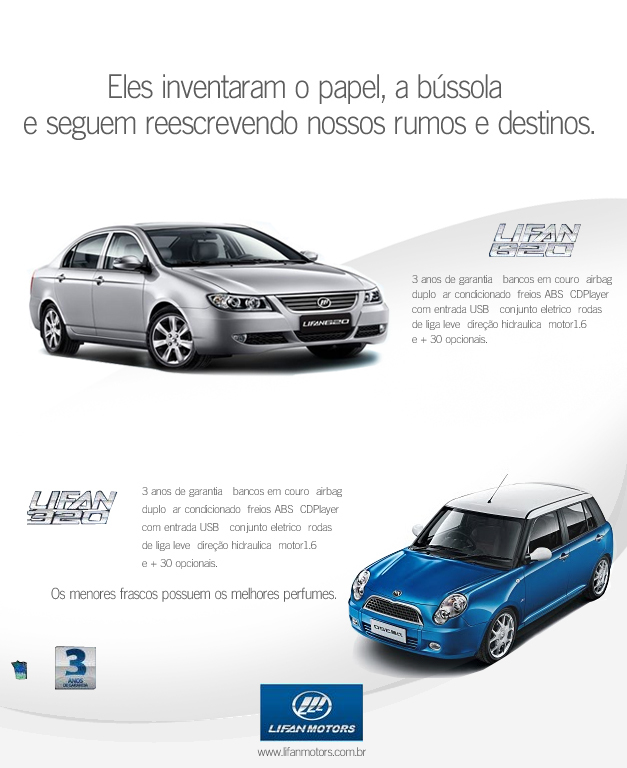 Eles inventaram o papel, a bússola
e seguem reescrevendo nossos rumos e destinos.
LIFAN
620
3 anos de garantia bancos em couro airbag
duplo ar condicionado freios ABS CDPlayer
com entrada USB conjunto eletrico rodas
de liga leve direção hidraulica motor1.6
e + 30 opcionais.
LIFAN620
LIFAN
320
3 anos de garantia bancos em couro airbag
duplo ar condicionado freios ABS CDPlayer
com entrada USB conjunto eletrico rodas
de liga leve direção hidraulica motor1.6
e + 30 opcionais.
Os menores frascos possuem os melhores perfumes.
3
ANOS
DE GARANTIA
LIFAN MOTORS
www.lifanmotors.com.br